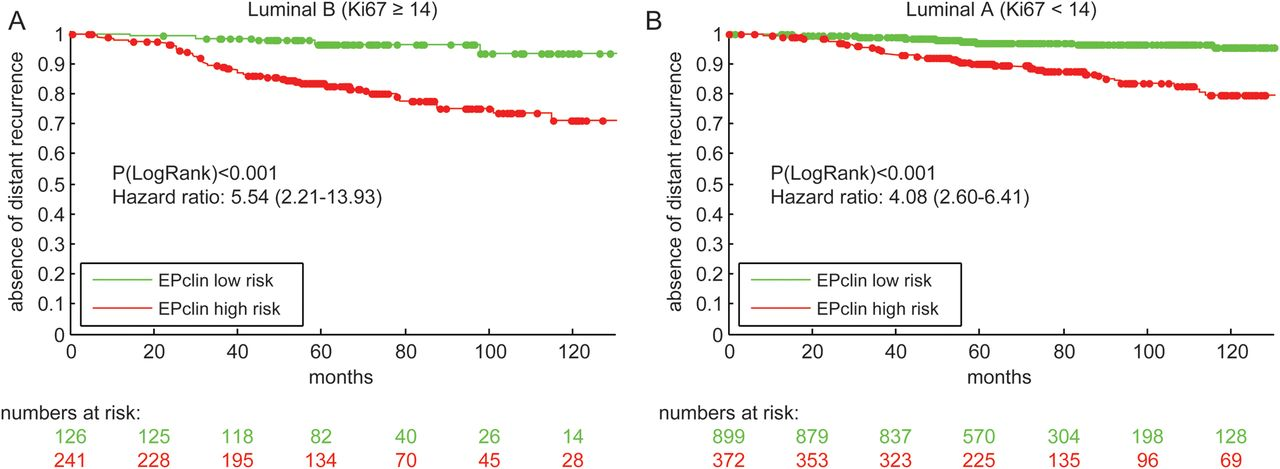 A
Luminal B (Ki67 ≥ 14)
absence of distant recurrence
1
0.9
0.8
0.7
0.6
0.5
0.4
0.3
0.2
0.1
0
P(LogRank)<0.001
Hazard ratio: 5.54 (2.21-13.93)
EPclin low risk
EPclin high risk
0 20 40 60 80 100 120
months
numbers at risk:
126 125 118 82 40 26 14
241 228 195 134 70 45 28
B
Luminal A (Ki67 < 14)
absence of distant recurrence
1
0.9
0.8
0.7
0.6
0.5
0.4
0.3
0.2
0.1
0
P(LogRank)<0.001
Hazard ratio: 4.08 (2.60-6.41)
EPclin low risk
EPclin high risk
0 20 40 60 80 100 120
months
numbers at risk:
899 879 837 570 304 198 128
372 353 323 225 135 96 69